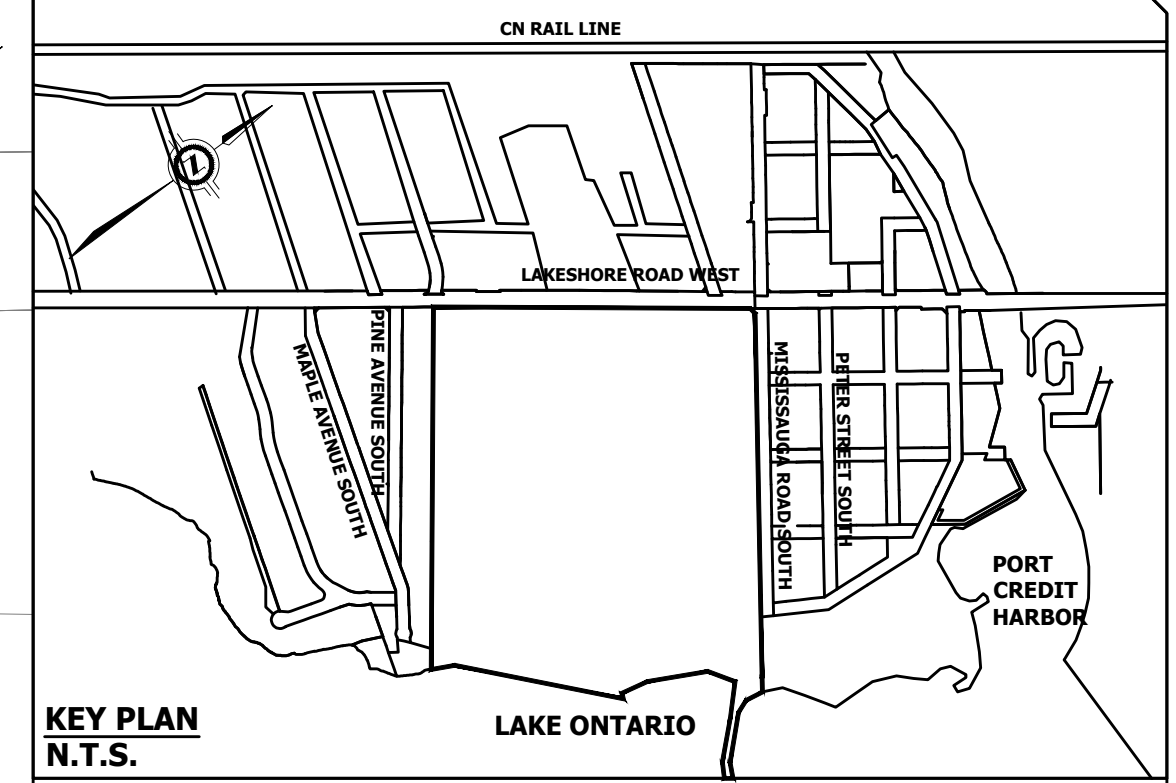 CN RAIL LINE
LAKESHORE ROAD WEST
MAPLE AVENUE SOUTH
PINE AVENUE SOUTH
MISSISSAUGA ROAD SOUTH
PETER STREET SOUTH
PORT
CREDIT
HARBOR
LAKE ONTARIO
KEY PLAN
N.T.S.